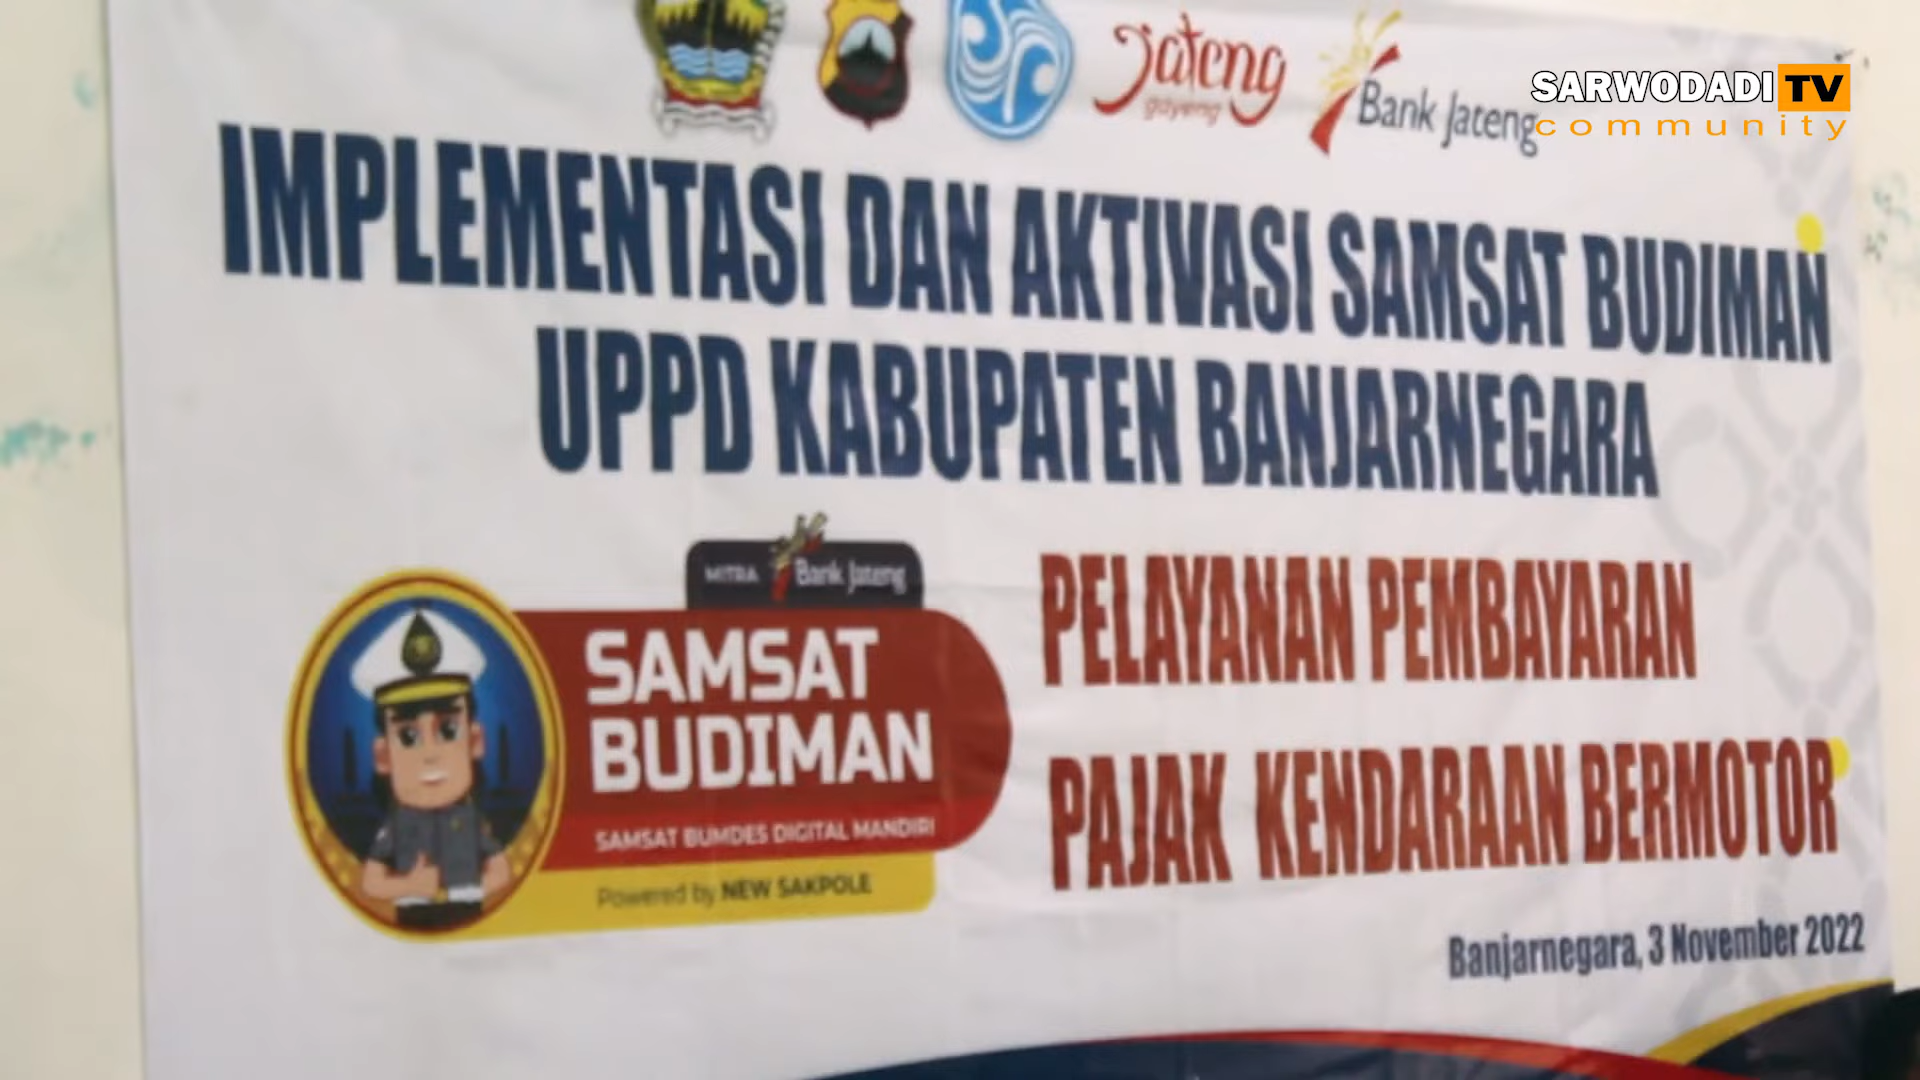 Jateng
gayeng
Bank Jateng
SARWODADI TV
community
IMPLEMENTASI DAN AKTIVASI SAMSAT BUDIMAN
UPPD KABUPATEN BANJARNEGARA
MITRA Bank Jateng
SAMSAT
BUDIMAN
SAMSAT BUMDES DIGITAL MANDIRI
Powered by NEW SAKPOLE
PELAYANAN PEMBAYARAN
PAJAK KENDARAAN BERMOTOR
Banjarnegara, 3 November 2022